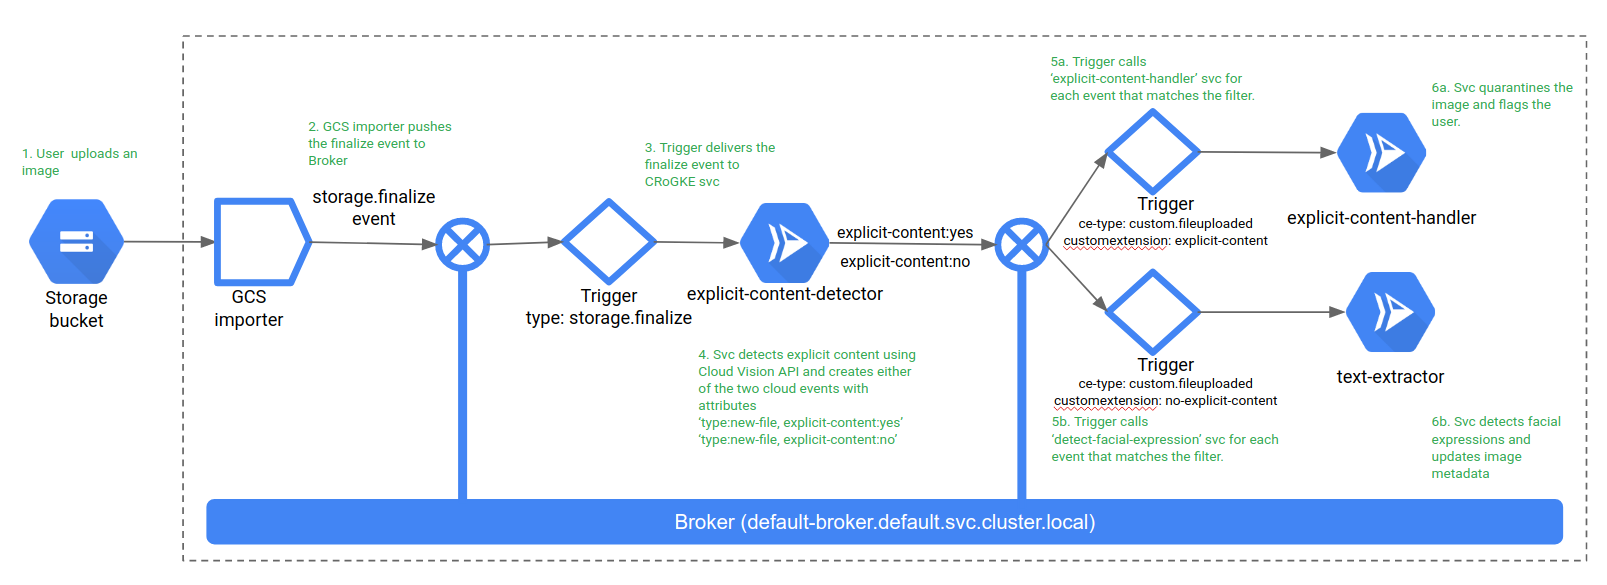 1. User  uploads an
image
Storage
bucket
2. GCS importer pushes
the finalize event to
Broker
storage.finalize
event
GCS
importer
3. Trigger delivers the
finalize event to
CRoGKE svc
Trigger
type: storage.finalize
explicit-content-detector
explicit-content:yes
explicit-content:no
4. Svc detects explicit content using
Cloud Vision API and creates either
of the two cloud events with
attributes
‘type:new-file, explicit-content:yes’
‘type:new-file, explicit-content:no’
5a. Trigger calls
‘explicit-content-handler’ svc for
each event that matches the filter.
Trigger
ce-type: custom.fileuploaded
customextension: explicit-content
6a. Svc quarantines the
image and flags the
user.
explicit-content-handler
Trigger
ce-type: custom.fileuploaded
customextension: no-explicit-content
5b. Trigger calls
‘detect-facial-expression’ svc for each
event that matches the filter.
text-extractor
6b. Svc detects facial
expressions and
updates image
metadata
Broker (default-broker.default.svc.cluster.local)